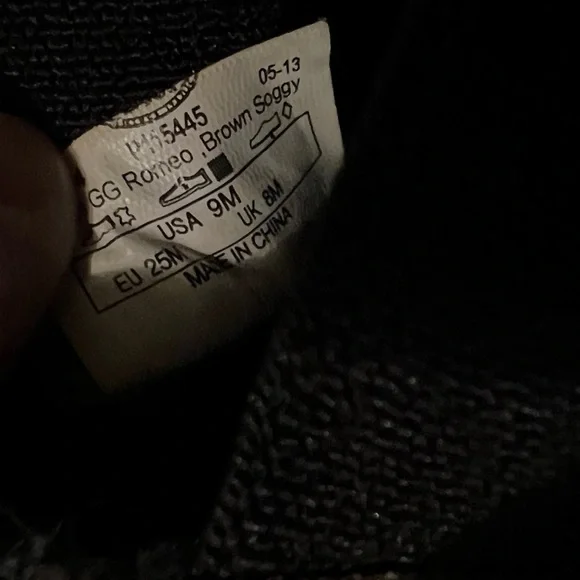 05-13
GG Romeo ,Brown Soggy
USA 9M
UK 8M
EU 25M
MADE IN CHINA